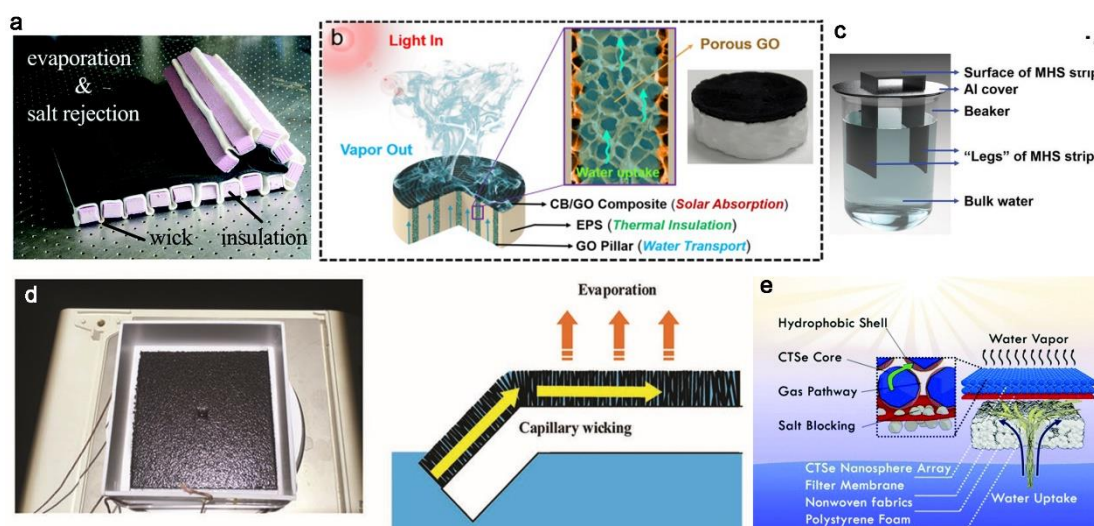 a
evaporation
&
salt rejection
wick
insulation
b
Light In
Vapor Out
Porous GO
Water uptake
CB/GO Composite (Solar Absorption)
EPS (Thermal Insulation)
GO Pillar (Water Transport)
c
Surface of MHS strip
Al cover
Beaker
“Legs” of MHS strip
Bulk water
d
Evaporation
Capillary wicking
e
Hydrophobic Shell
CTSe Core
Gas Pathway
Salt Blocking
Water Vapor
CTSe Nanosphere Array
Filter Membrane
Nonwoven fabrics
Polystyrene Foam
Water Uptake